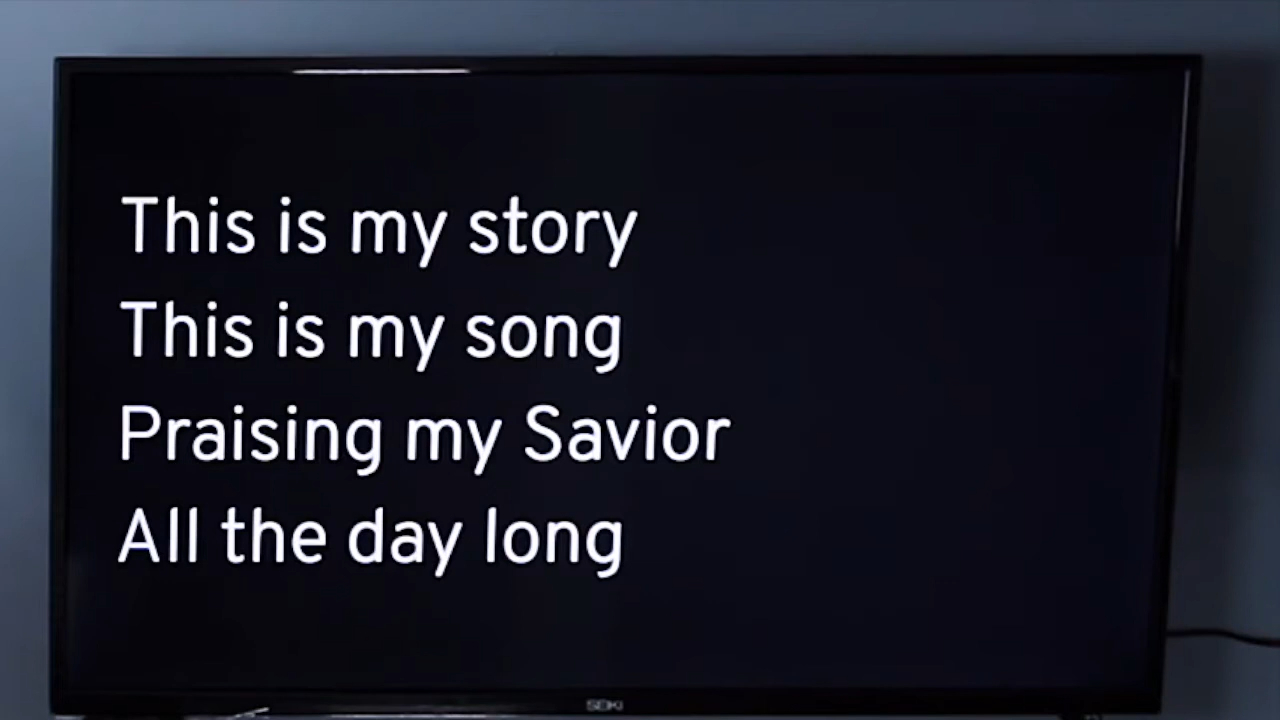 This is my story
This is my song
Praising my Savior
All the day long
SEIKI